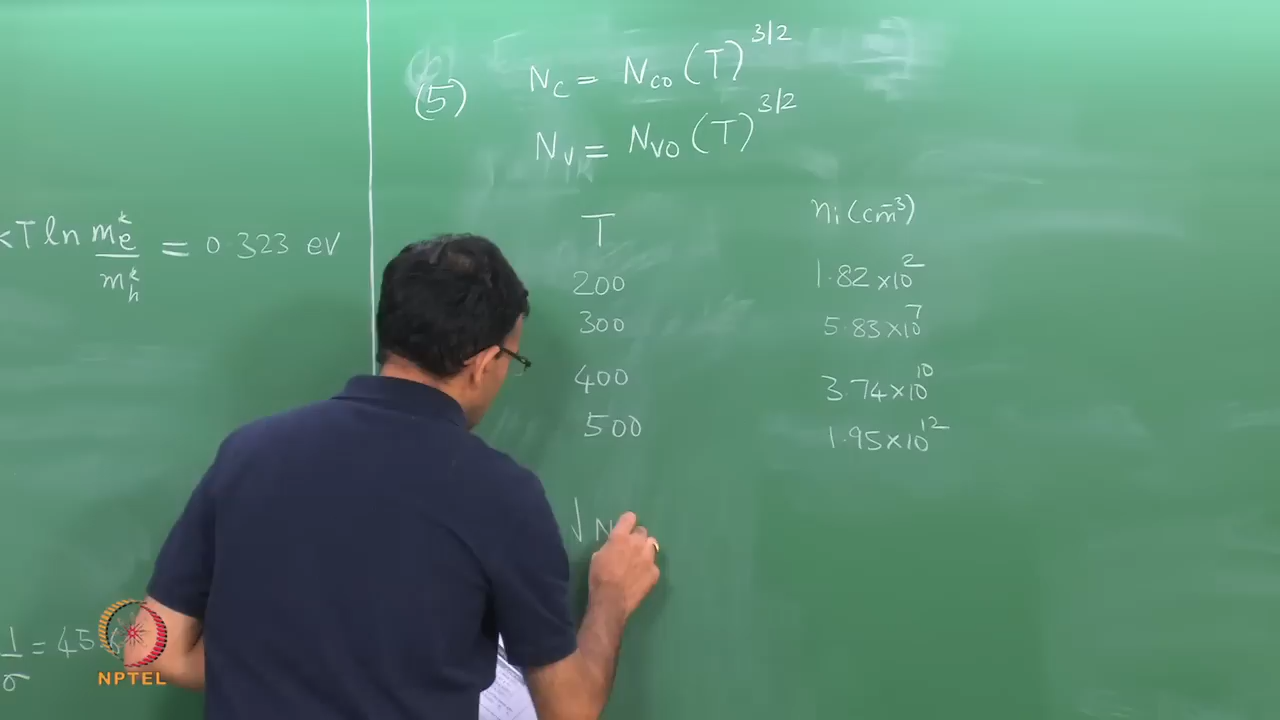 (5) N_C = N_CO (T)^3/2
N_V = N_VO (T)^3/2
T n_i (cm^-3)
200 1.82×10^2
300 5.83×10^7
400 3.74×10^10
500 1.95×10^12
√N
T ln m_e^* / m_h^* = 0.323 eV
1/σ = 45.
NPTEL